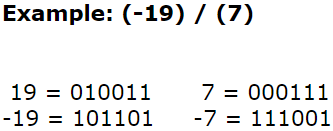 Example: (-19) / (7)
19 = 010011 7 = 000111
-19 = 101101 -7 = 111001